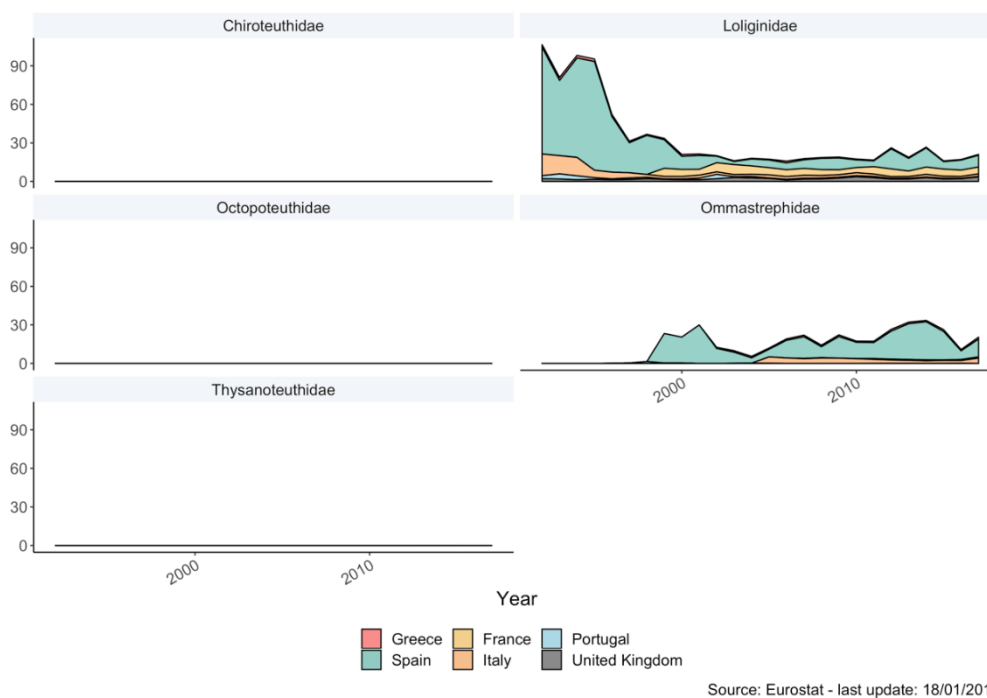 Chiroteuthidae
Loliginidae
90
60
30
0
Octopoteuthidae
Ommastrephidae
90
60
30
0
2000
2010
Thysanoteuthidae
90
60
30
0
2000
2010
Year
Greece France Portugal
Spain Italy United Kingdom
Source: Eurostat - last update: 18/01/201